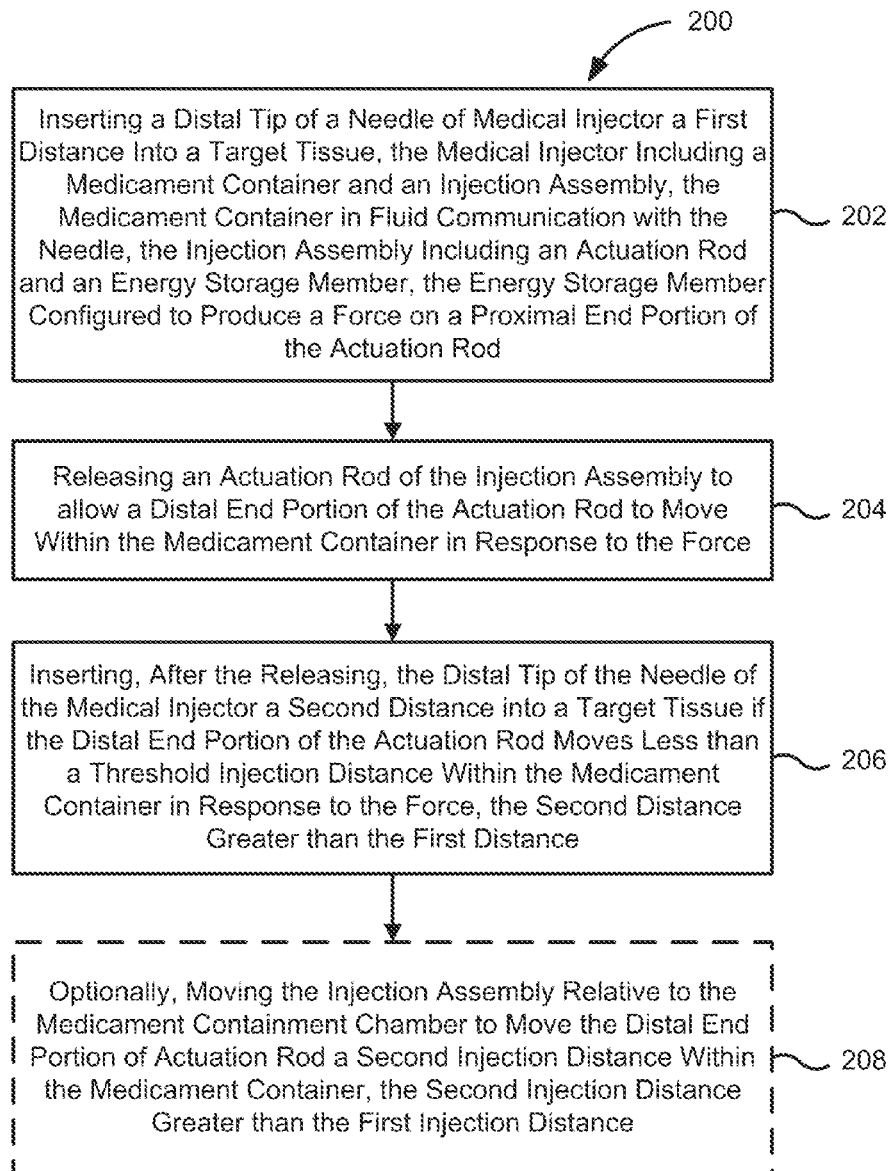 200
Inserting a Distal Tip of a Needle of Medical Injector a First
Distance Into a Target Tissue, the Medical Injector Including a
Medicament Container and an Injection Assembly, the
Medicament Container in Fluid Communication with the
Needle, the Injection Assembly Including an Actuation Rod
and an Energy Storage Member, the Energy Storage Member
Configured to Produce a Force on a Proximal End Portion of
the Actuation Rod
202
Releasing an Actuation Rod of the Injection Assembly to
allow a Distal End Portion of the Actuation Rod to Move
Within the Medicament Container in Response to the Force
204
Inserting, After the Releasing, the Distal Tip of the Needle of
the Medical Injector a Second Distance into a Target Tissue if
the Distal End Portion of the Actuation Rod Moves Less than
a Threshold Injection Distance Within the Medicament
Container in Response to the Force, the Second Distance
Greater than the First Distance
206
Optionally, Moving the Injection Assembly Relative to the
Medicament Containment Chamber to Move the Distal End
Portion of Actuation Rod a Second Injection Distance Within
the Medicament Container, the Second Injection Distance
Greater than the First Injection Distance
208